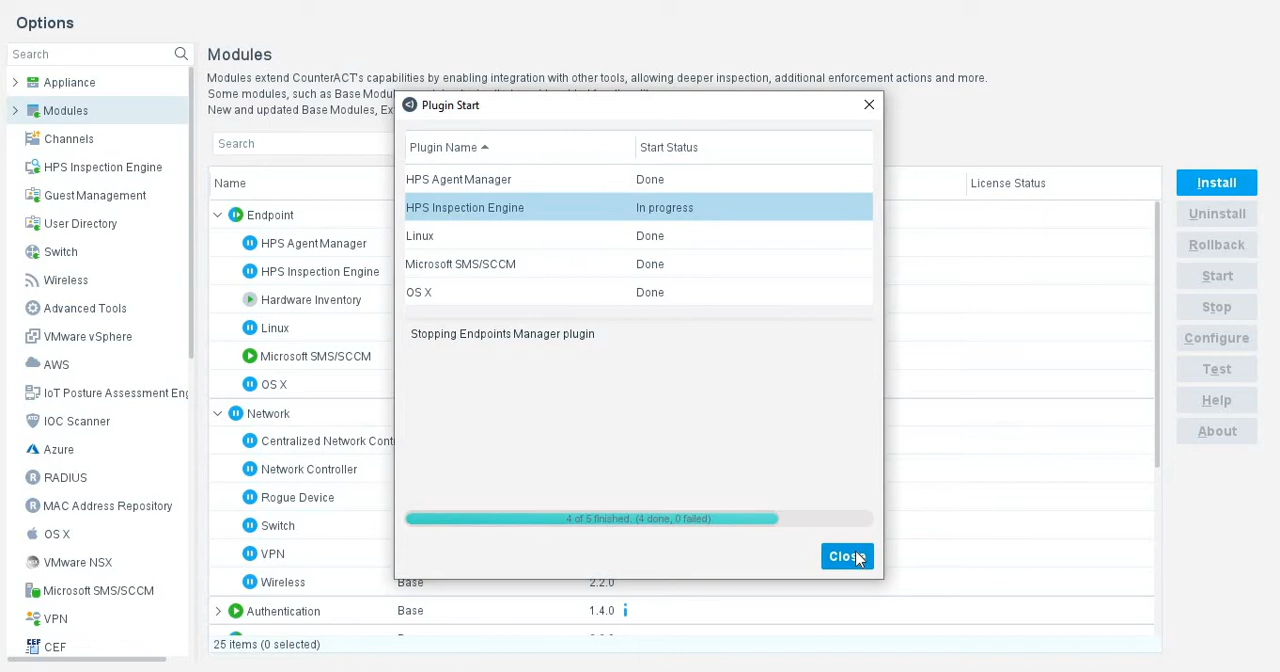 Options
Search
Appliance
Modules
Channels
HPS Inspection Engine
Guest Management
User Directory
Switch
Wireless
Advanced Tools
VMware vSphere
AWS
IoT Posture Assessment Eng
IOC Scanner
Azure
RADIUS
MAC Address Repository
OS X
VMware NSX
Microsoft SMS/SCCM
VPN
CEF
Modules
Modules extend CounterACT's capabilities by enabling integration with other tools, allowing deeper inspection, additional enforcement actions and more.
Some modules, such as Base Modu
New and updated Base Modules, Ex
Search
Name
License Status
Endpoint
HPS Agent Manager
HPS Inspection Engine
Hardware Inventory
Linux
Microsoft SMS/SCCM
OS X
Network
Centralized Network Cont
Network Controller
Rogue Device
Switch
VPN
Wireless Base 2.2.0
Authentication Base 1.4.0
25 items (0 selected)
Plugin Start
Plugin Name Start Status
HPS Agent Manager Done
HPS Inspection Engine In progress
Linux Done
Microsoft SMS/SCCM Done
OS X Done
Stopping Endpoints Manager plugin
4 of 5 finished. (4 done, 0 failed)
Close
Install
Uninstall
Rollback
Start
Stop
Configure
Test
Help
About